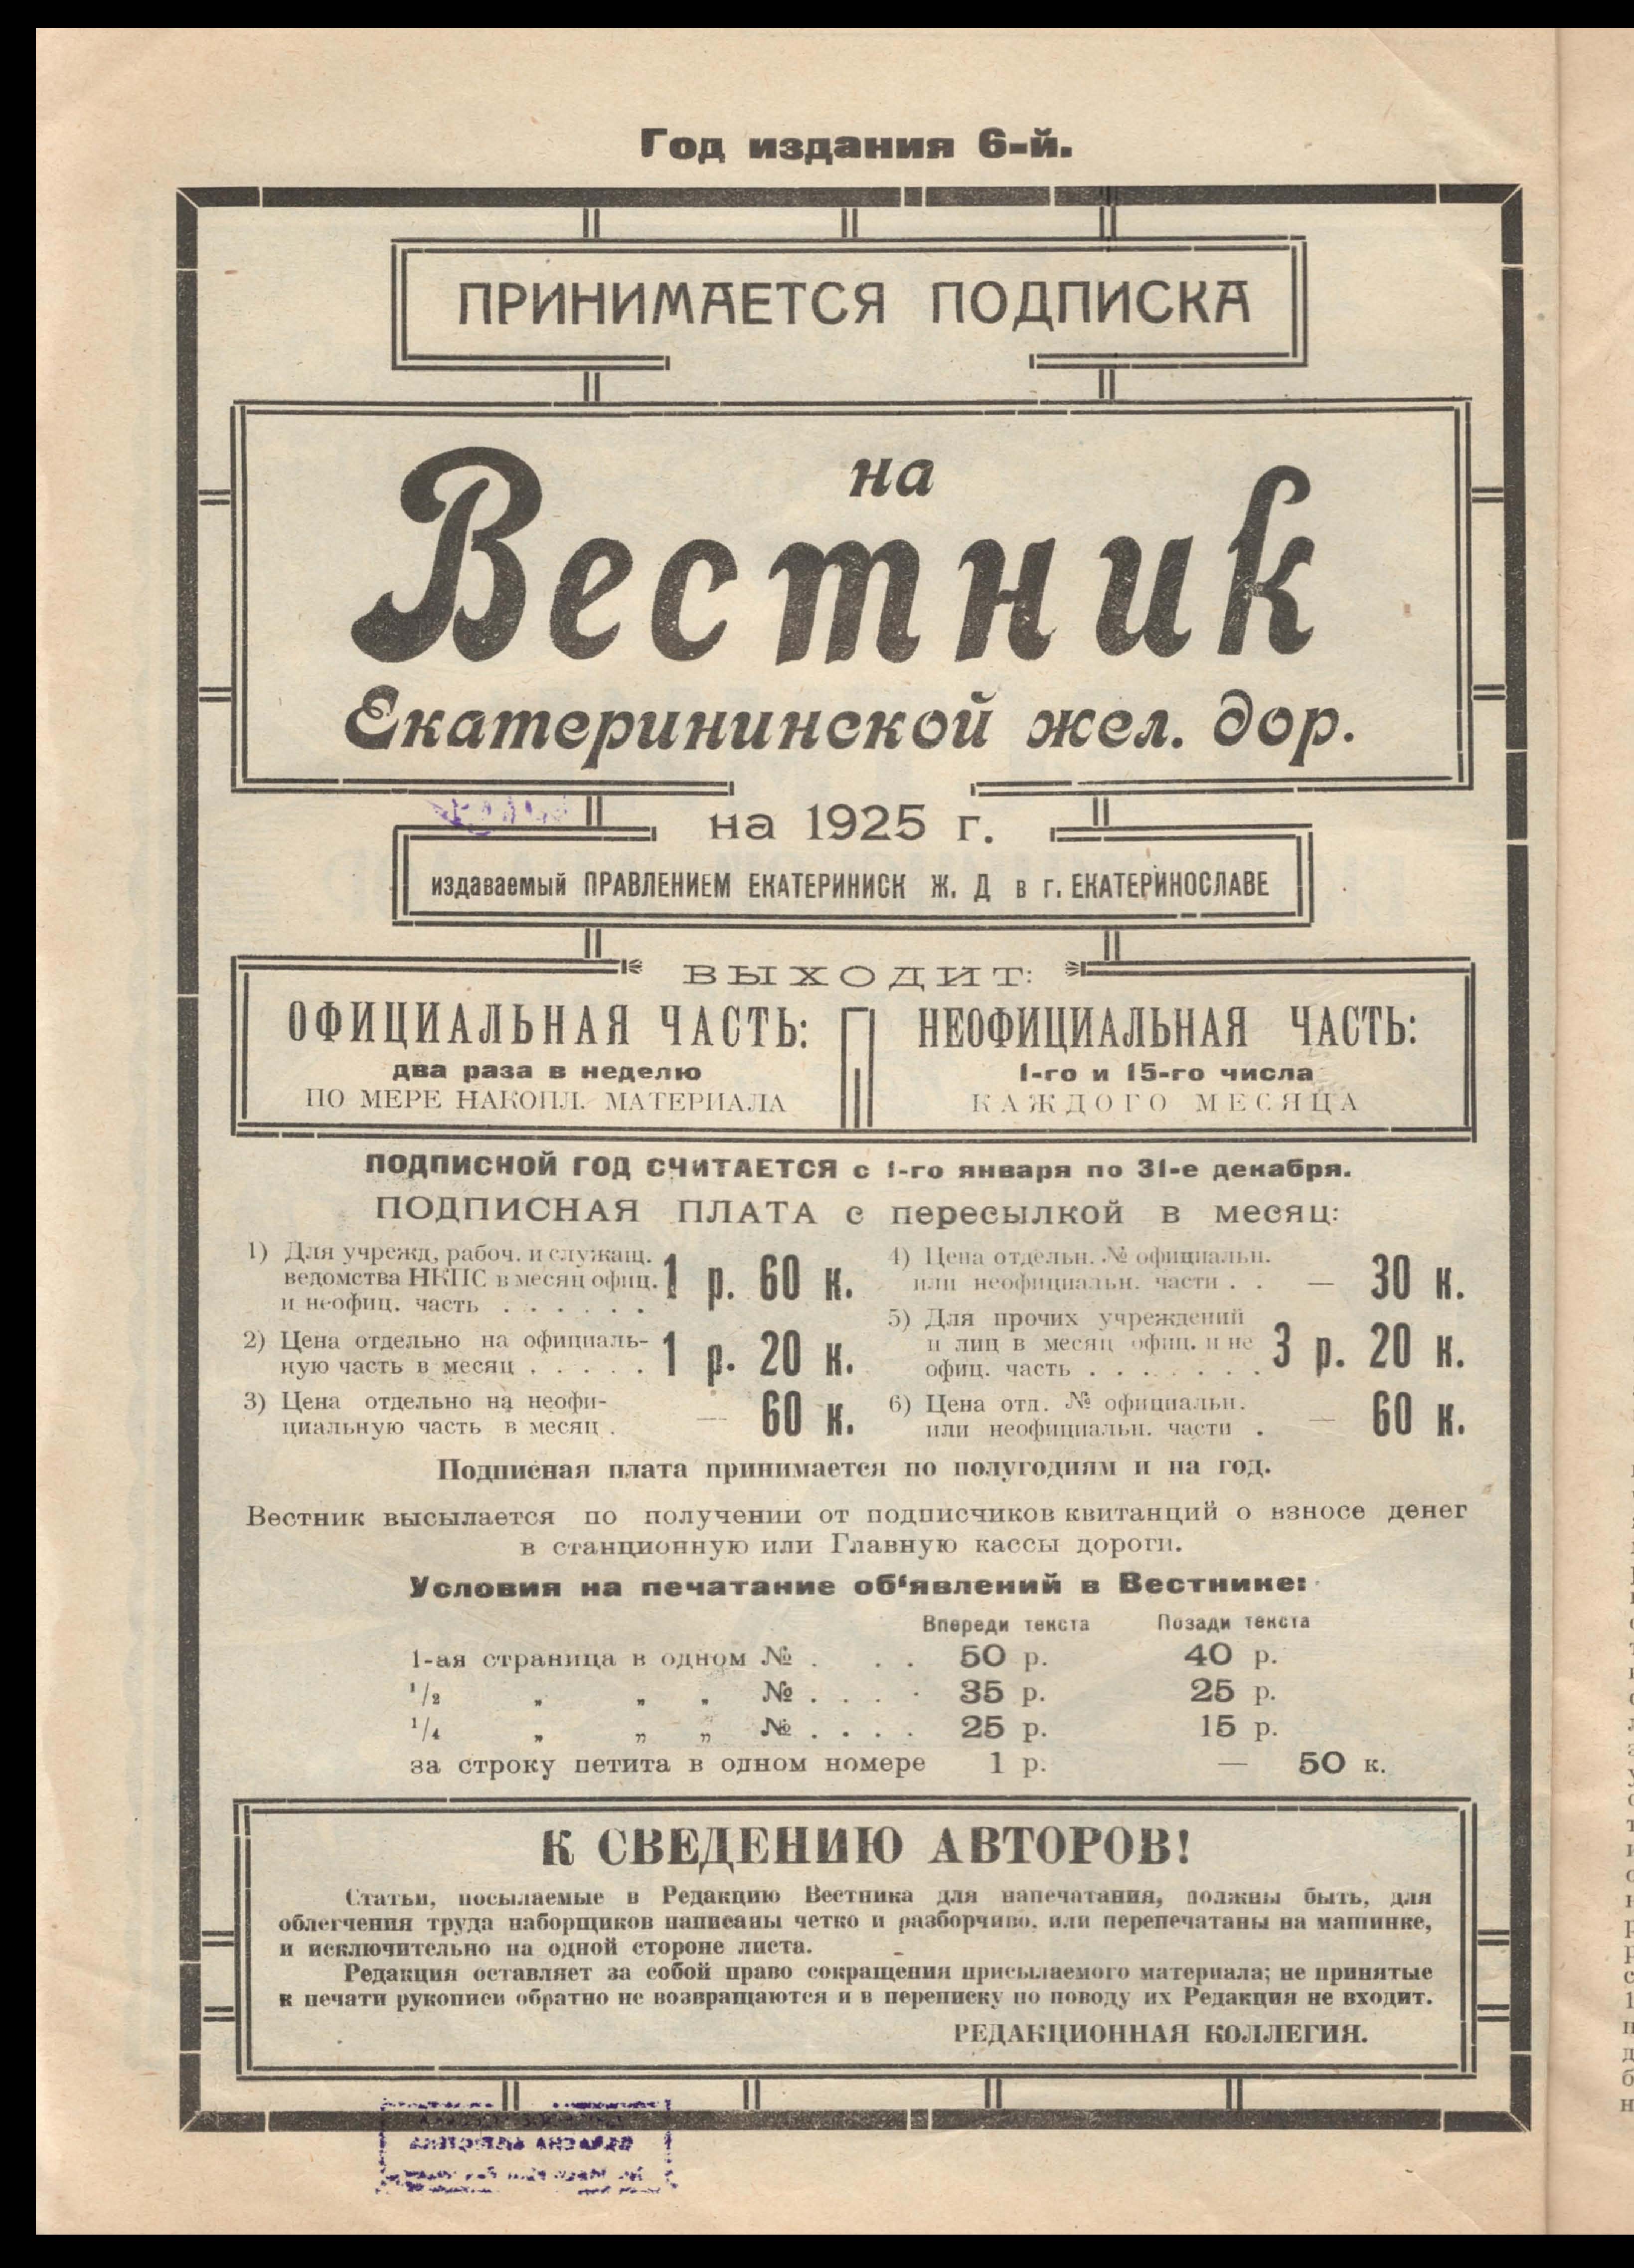 Год издания 6-й.
ПРИНИМАЕТСЯ ПОДПИСКА
на
Вестник
Екатерининской жел. дор.
на 1925 г.
издаваемый ПРАВЛЕНИЕМ ЕКАТЕРИНИСК Ж. Д в г. ЕКАТЕРИНОСЛАВЕ
ВЫХОДИТ:
ОФИЦИАЛЬНАЯ ЧАСТЬ:
два раза в неделю
ПО МЕРЕ НАКОПЛ. МАТЕРИАЛА
НЕОФИЦИАЛЬНАЯ ЧАСТЬ:
1-го и 15-го числа
КАЖДОГО МЕСЯЦА
ПОДПИСНОЙ ГОД СЧИТАЕТСЯ с 1-го января по 31-е декабря.
ПОДПИСНАЯ ПЛАТА с пересылкой в месяц:
1) Для учрежд, рабоч. и служащ.
ведомства НКПС в месяц офиц.
и неофиц. часть . . . . . . 1 р. 60 к.
2) Цена отдельно на официаль-
ную часть в месяц . . . . . 1 р. 20 к.
3) Цена отдельно на неофи-
циальную часть в месяц . — 60 к.
4) Цена отдельн. № официальн.
или неофициальн. части . . — 30 к.
5) Для прочих учреждений
и лиц в месяц офиц. и не
офиц. часть . . . . . . . 3 р. 20 к.
6) Цена отд. № официальн.
или неофициальн. части . — 60 к.
Подписная плата принимается по полугодиям и на год.
Вестник высылается по получении от подписчиков квитанций о взносе денег
в станционную или Главную кассы дороги.
Условия на печатание об‘явлений в Вестнике:
Впереди текста Позади текста
1-ая страница в одном № . . . 50 р. 40 р.
1/2 „ „ „ № . . . . 35 р. 25 р.
1/4 „ „ „ № . . . . 25 р. 15 р.
за строку петита в одном номере 1 р. — 50 к.
К СВЕДЕНИЮ АВТОРОВ!
Статьи, посылаемые в Редакцию Вестника для напечатания, должны быть, для
облегчения труда наборщиков написаны четко и разборчиво, или перепечатаны на машинке,
и исключительно на одной стороне листа.
Редакция оставляет за собой право сокращения присылаемого материала; не принятые
к печати рукописи обратно не возвращаются и в переписку по поводу их Редакция не входит.
РЕДАКЦИОННАЯ КОЛЛЕГИЯ.